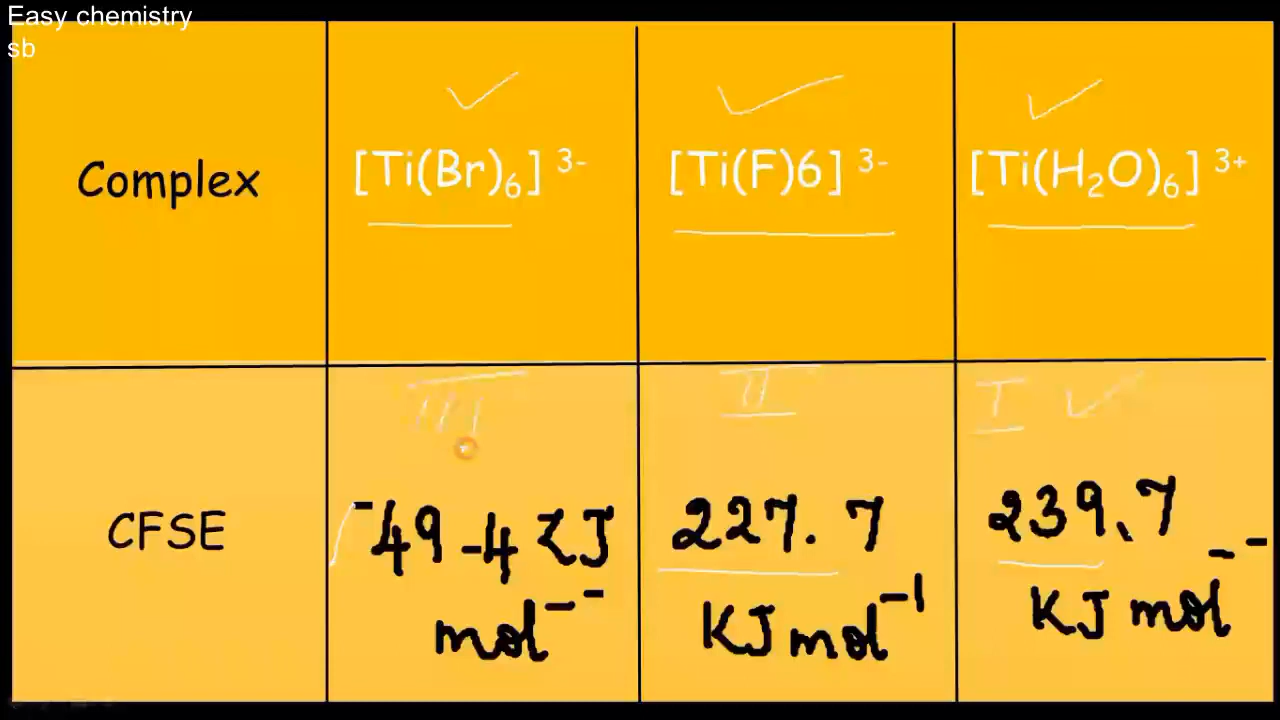 Easy chemistry
sb
Complex
[Ti(Br)₆] ³⁻
[Ti(F)6] ³⁻
[Ti(H₂O)₆] ³⁺
III
II
I
CFSE
-49-4 KJ
mol⁻⁻
227.7
KJ mol⁻¹
239.7
KJ mol⁻⁻